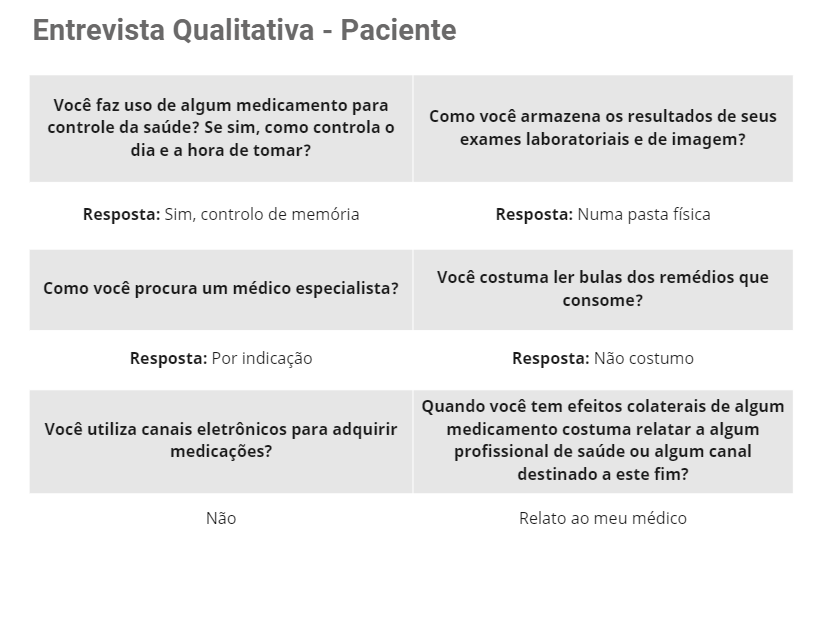 Entrevista Qualitativa - Paciente
Você faz uso de algum medicamento para
controle da saúde? Se sim, como controla o
dia e a hora de tomar?
Como você armazena os resultados de seus
exames laboratoriais e de imagem?
Resposta: Sim, controlo de memória
Resposta: Numa pasta física
Como você procura um médico especialista?
Você costuma ler bulas dos remédios que
consome?
Resposta: Por indicação
Resposta: Não costumo
Você utiliza canais eletrônicos para adquirir
medicações?
Quando você tem efeitos colaterais de algum
medicamento costuma relatar a algum
profissional de saúde ou algum canal
destinado a este fim?
Não
Relato ao meu médico